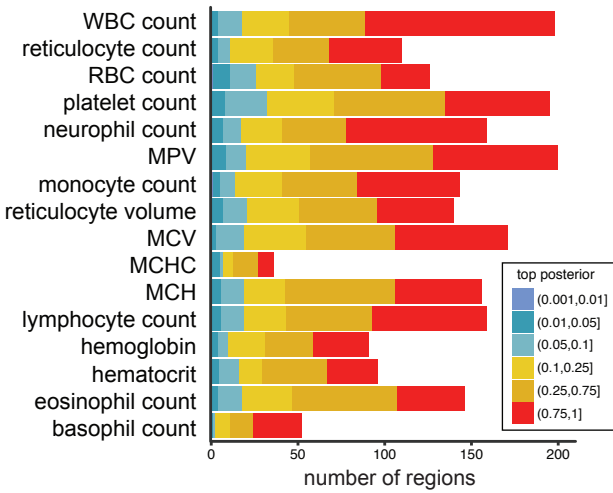 WBC count
reticulocyte count
RBC count
platelet count
neurophil count
MPV
monocyte count
reticulocyte volume
MCV
MCHC
MCH
lymphocyte count
hemoglobin
hematocrit
eosinophil count
basophil count
top posterior
(0.001,0.01]
(0.01,0.05]
(0.05,0.1]
(0.1,0.25]
(0.25,0.75]
(0.75,1]
0 50 100 150 200
number of regions